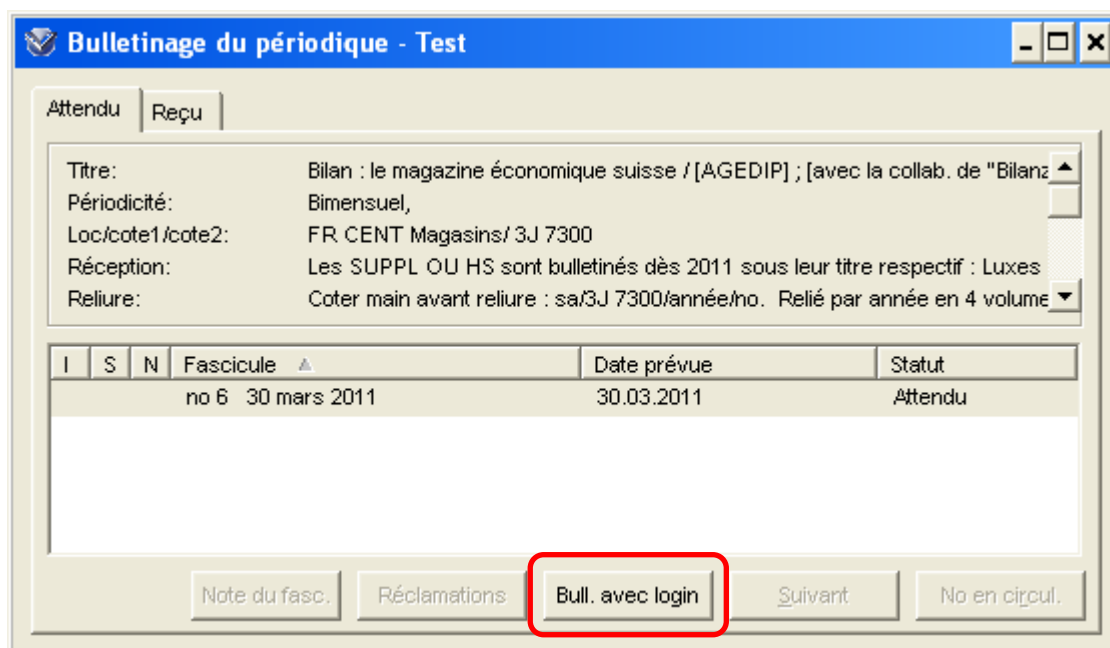 Bulletinage du périodique - Test
Attendu Reçu
Titre: Bilan : le magazine économique suisse / [AGEDIP] ; [avec la collab. de "Bilanz
Périodicité: Bimensuel,
Loc/cote1/cote2: FR CENT Magasins/ 3J 7300
Réception: Les SUPPL OU HS sont bulletinés dès 2011 sous leur titre respectif : Luxes
Reliure: Coter main avant reliure : sa/3J 7300/année/no. Relié par année en 4 volume
I S N Fascicule Date prévue Statut
no 6 30 mars 2011 30.03.2011 Attendu
Note du fasc. Réclamations Bull. avec login Suivant No en circul.